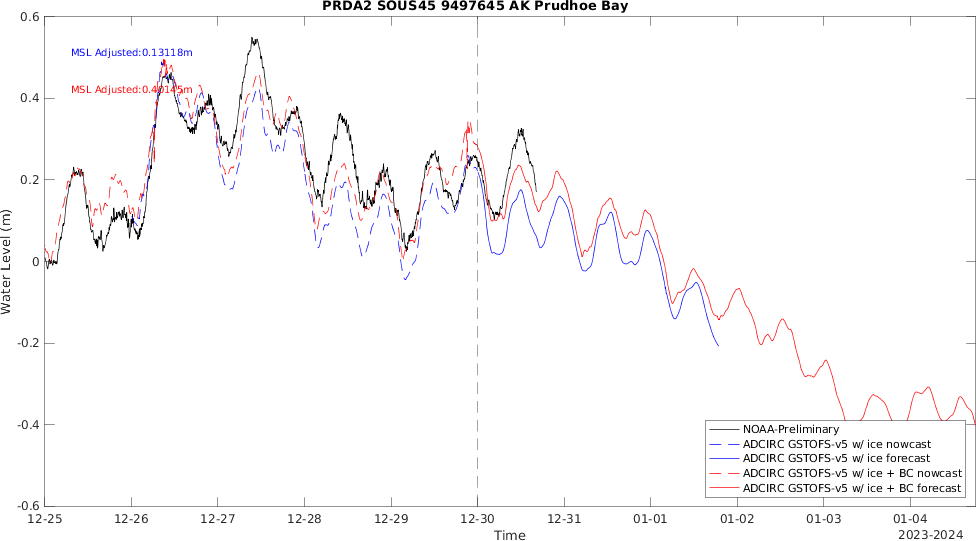 PRDA2 SOUS45 9497645 AK Prudhoe Bay
0.6
MSL Adjusted:0.13118m
MSL Adjusted:0.40145m
0.4
0.2
0
-0.2
-0.4
-0.6
Water Level (m)
NOAA-Preliminary
ADCIRC GSTOFS-v5 w/ ice nowcast
ADCIRC GSTOFS-v5 w/ ice forecast
ADCIRC GSTOFS-v5 w/ ice + BC nowcast
ADCIRC GSTOFS-v5 w/ ice + BC forecast
12-25 12-26 12-27 12-28 12-29 12-30 12-31 01-01 01-02 01-03 01-04
Time
2023-2024